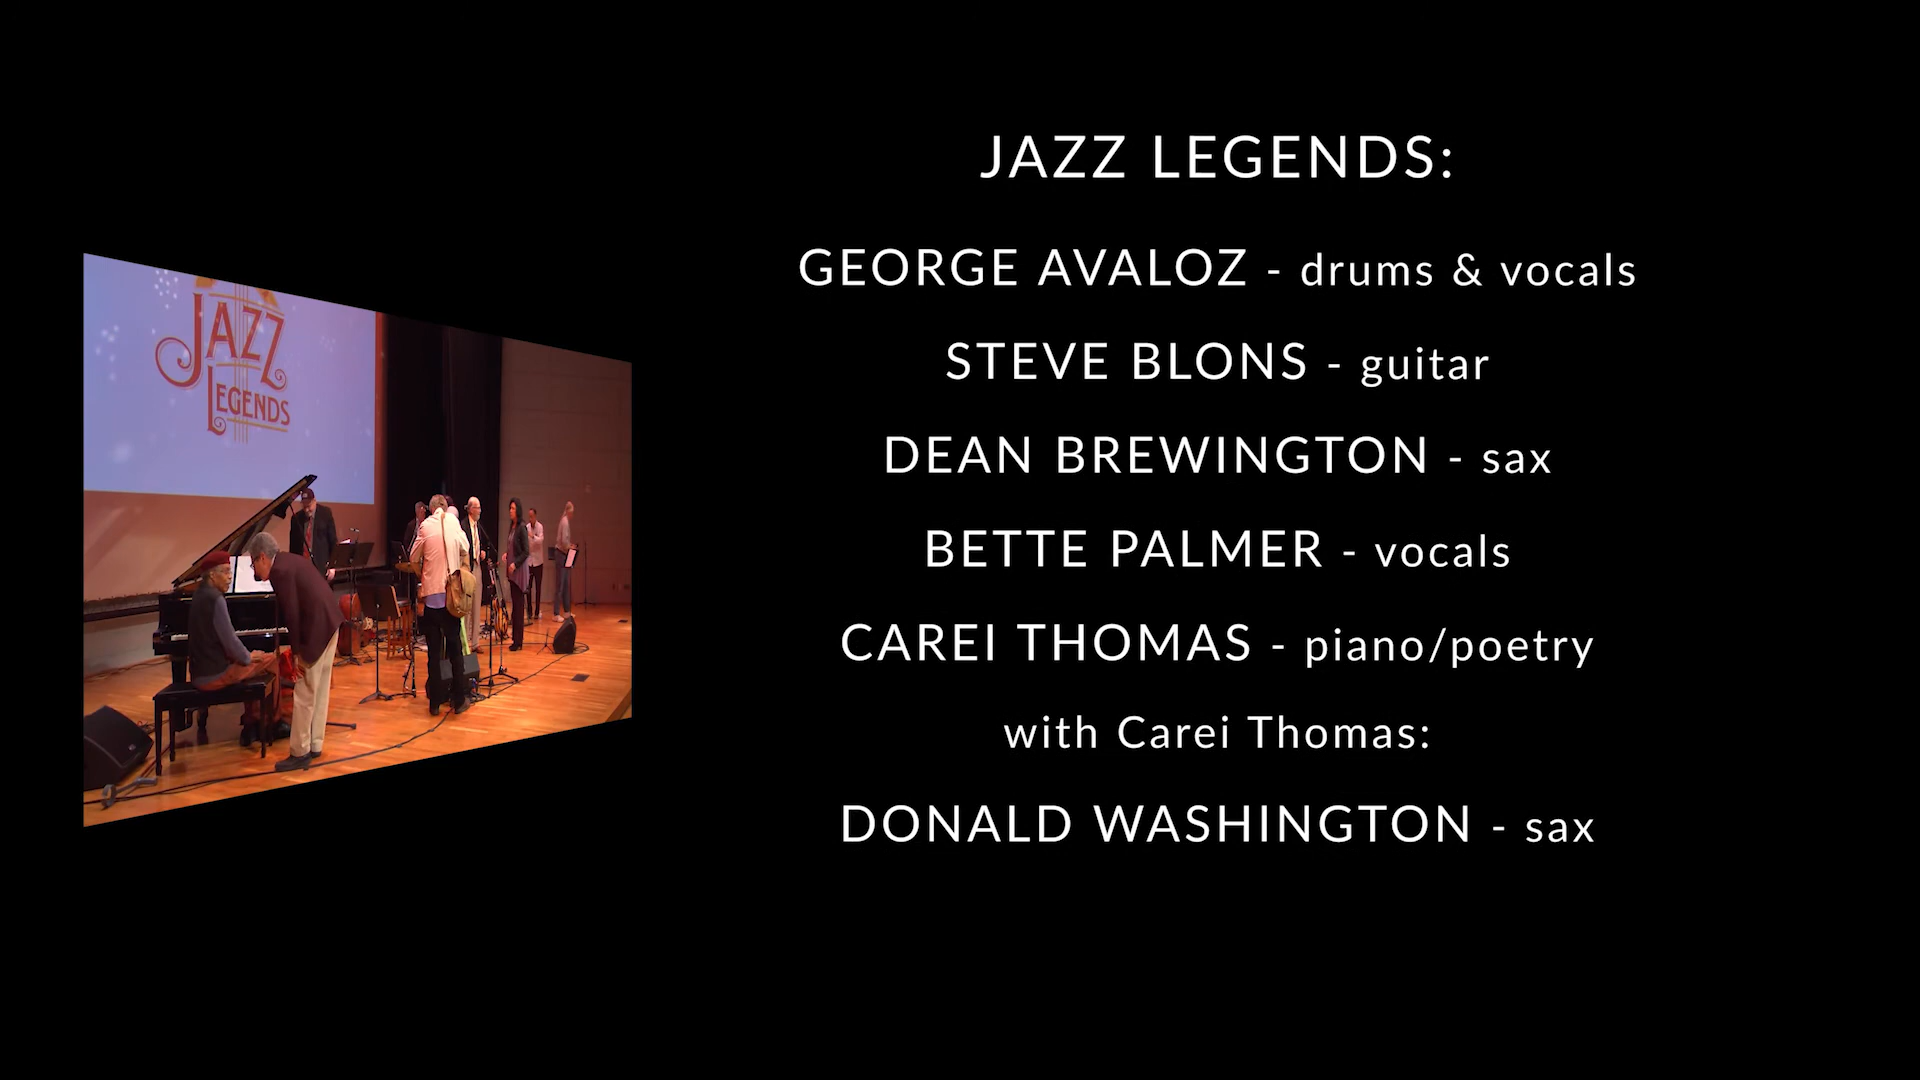 JAZZ
LEGENDS
JAZZ LEGENDS:
GEORGE AVALOZ - drums & vocals
STEVE BLONS - guitar
DEAN BREWINGTON - sax
BETTE PALMER - vocals
CAREI THOMAS - piano/poetry
with Carei Thomas:
DONALD WASHINGTON - sax